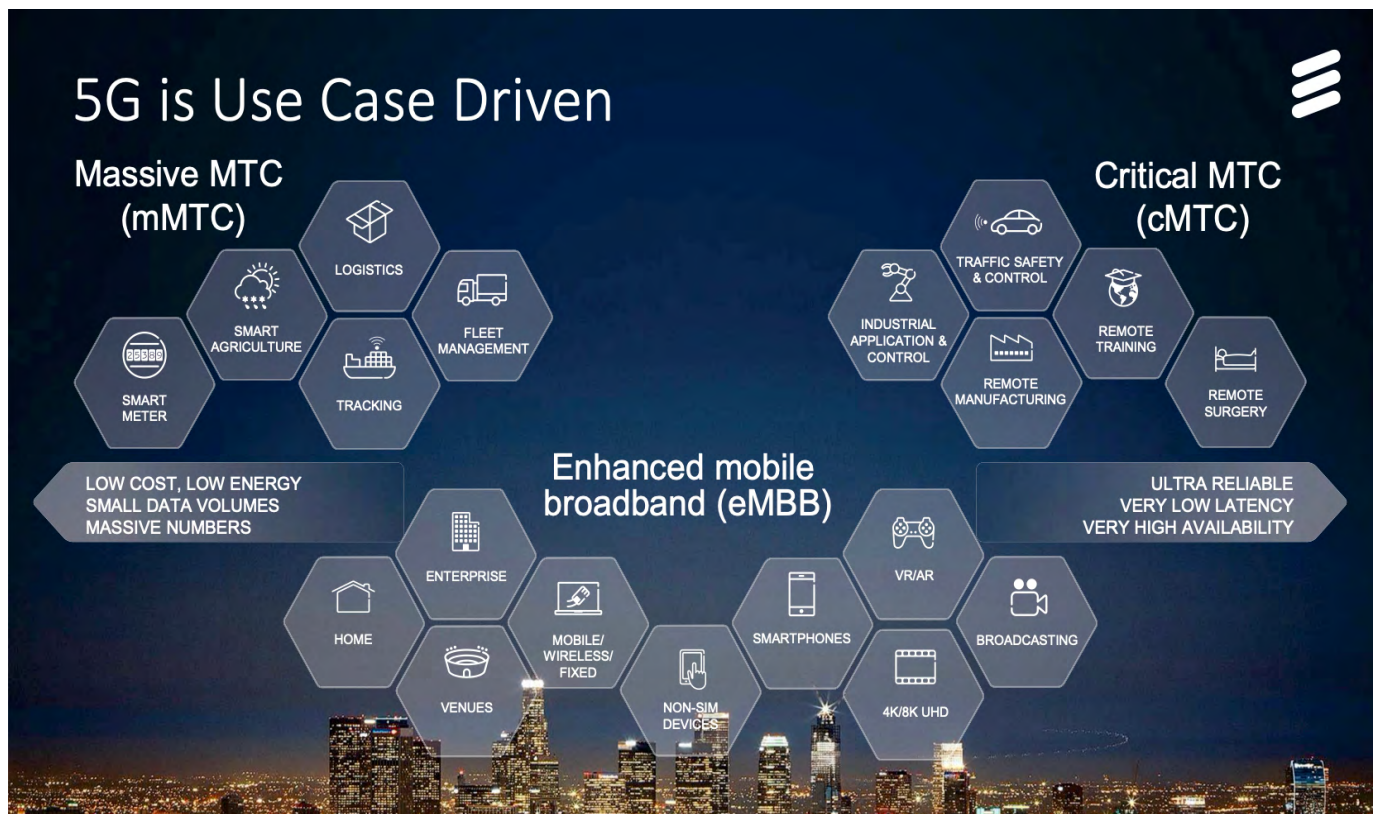 5G is Use Case Driven
Massive MTC
(mMTC)
LOGISTICS
SMART
AGRICULTURE
FLEET
MANAGEMENT
25389
SMART
METER
TRACKING
LOW COST, LOW ENERGY
SMALL DATA VOLUMES
MASSIVE NUMBERS
Critical MTC
(cMTC)
TRAFFIC SAFETY
& CONTROL
INDUSTRIAL
APPLICATION &
CONTROL
REMOTE
TRAINING
REMOTE
MANUFACTURING
REMOTE
SURGERY
ULTRA RELIABLE
VERY LOW LATENCY
VERY HIGH AVAILABILITY
Enhanced mobile
broadband (eMBB)
ENTERPRISE
HOME
MOBILE/
WIRELESS/
FIXED
VENUES
NON-SIM
DEVICES
SMARTPHONES
VR/AR
BROADCASTING
4K/8K UHD